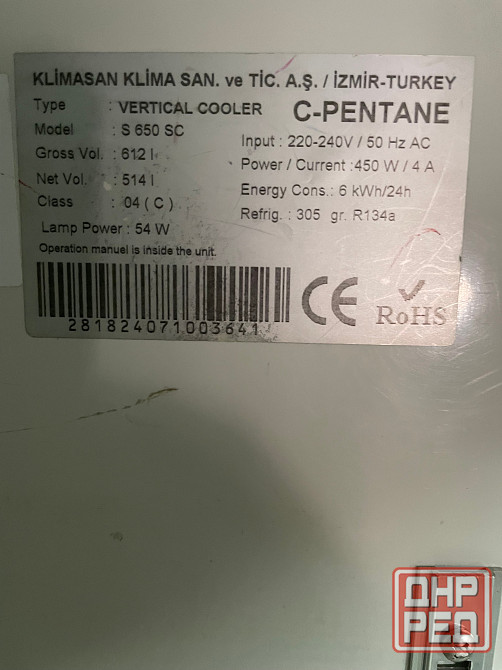 KLİMASAN KLİMA SAN. ve TİC. A.Ş. / İZMİR-TURKEY
Type : VERTICAL COOLER C-PENTANE
Model : S 650 SC
Gross Vol. : 612 l
Net Vol. : 514 l
Class : 04 ( C )
Lamp Power : 54 W
Input : 220-240V / 50 Hz AC
Power / Current : 450 W / 4 A
Energy Cons.: 6 kWh/24h
Refrig. : 305 gr. R134a
Operation manuel is inside the unit.
281824071003641
CE
RoHS
ДНР
РЕД